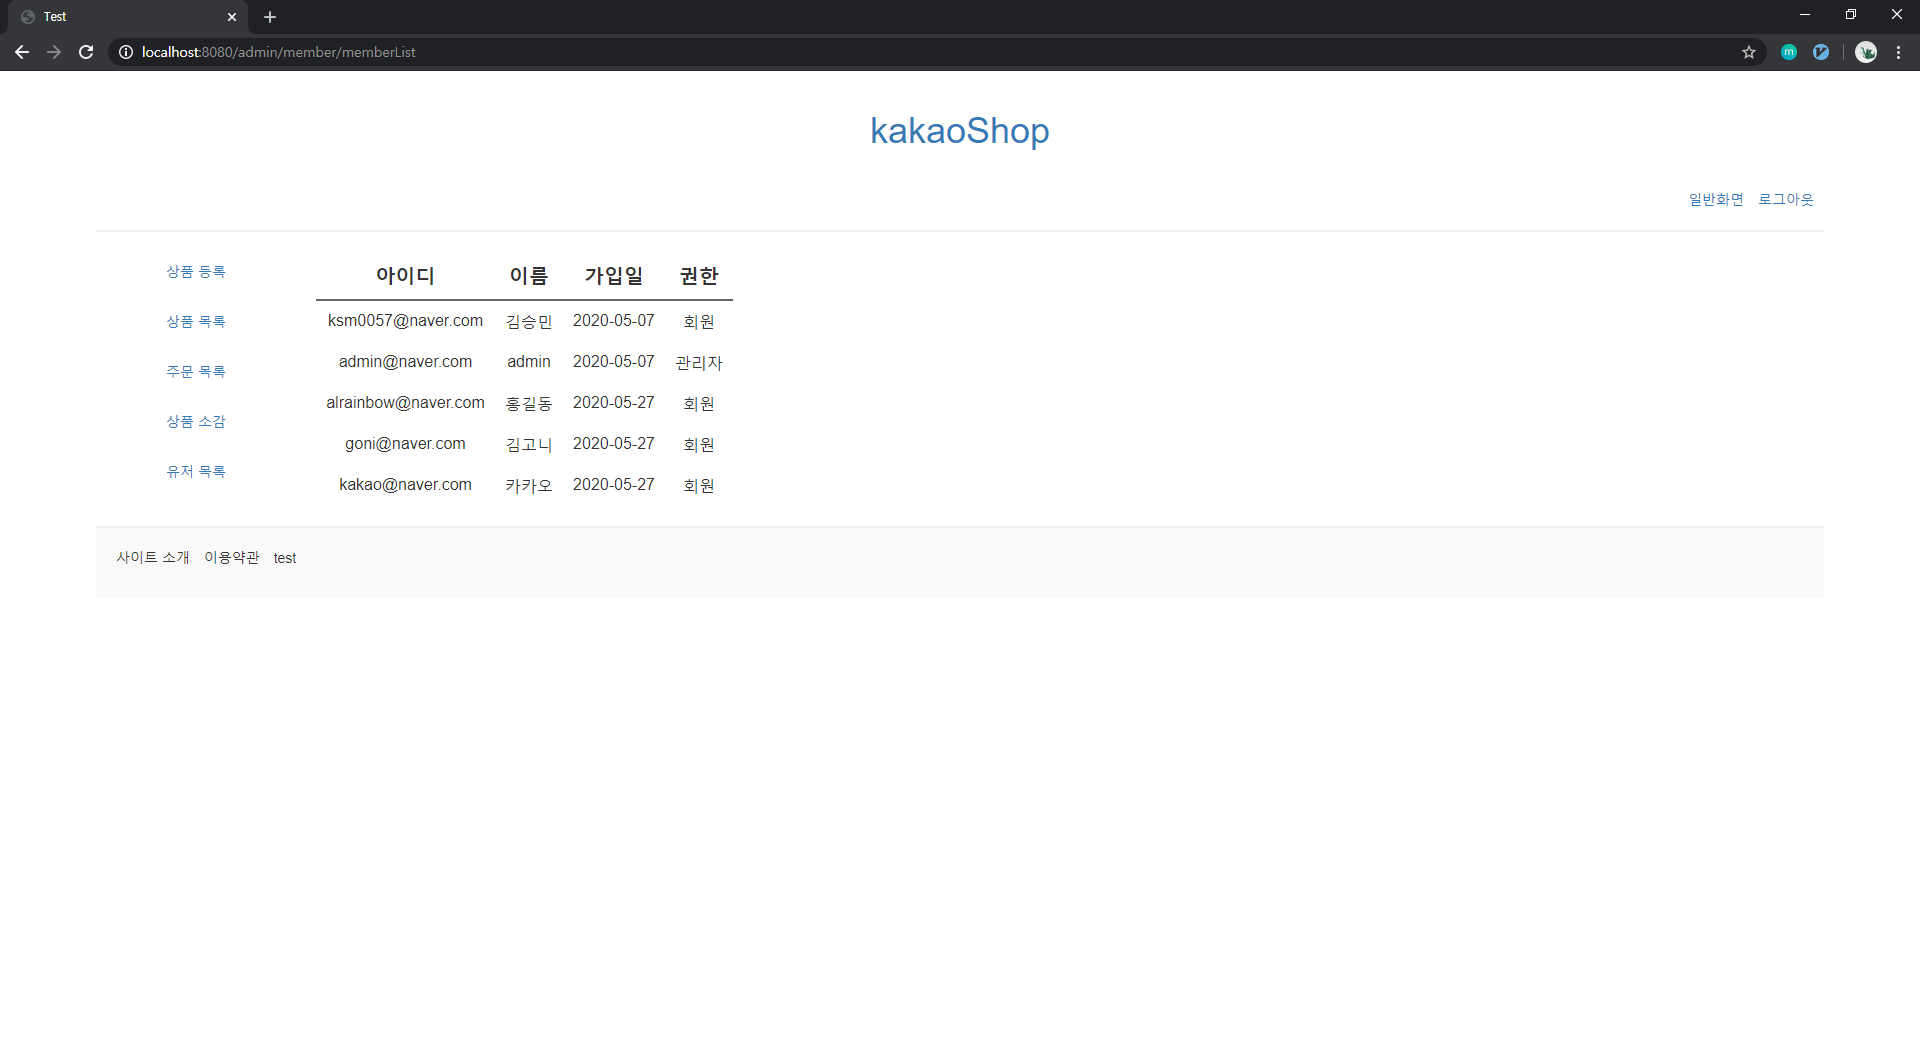 Test
localhost:8080/admin/member/memberList
kakaoShop
일반화면 로그아웃
상품 등록
상품 목록
주문 목록
상품 소감
유저 목록
아이디 이름 가입일 권한
ksm0057@naver.com 김승민 2020-05-07 회원
admin@naver.com admin 2020-05-07 관리자
alrainbow@naver.com 홍길동 2020-05-27 회원
goni@naver.com 김고니 2020-05-27 회원
kakao@naver.com 카카오 2020-05-27 회원
사이트 소개 이용약관 test